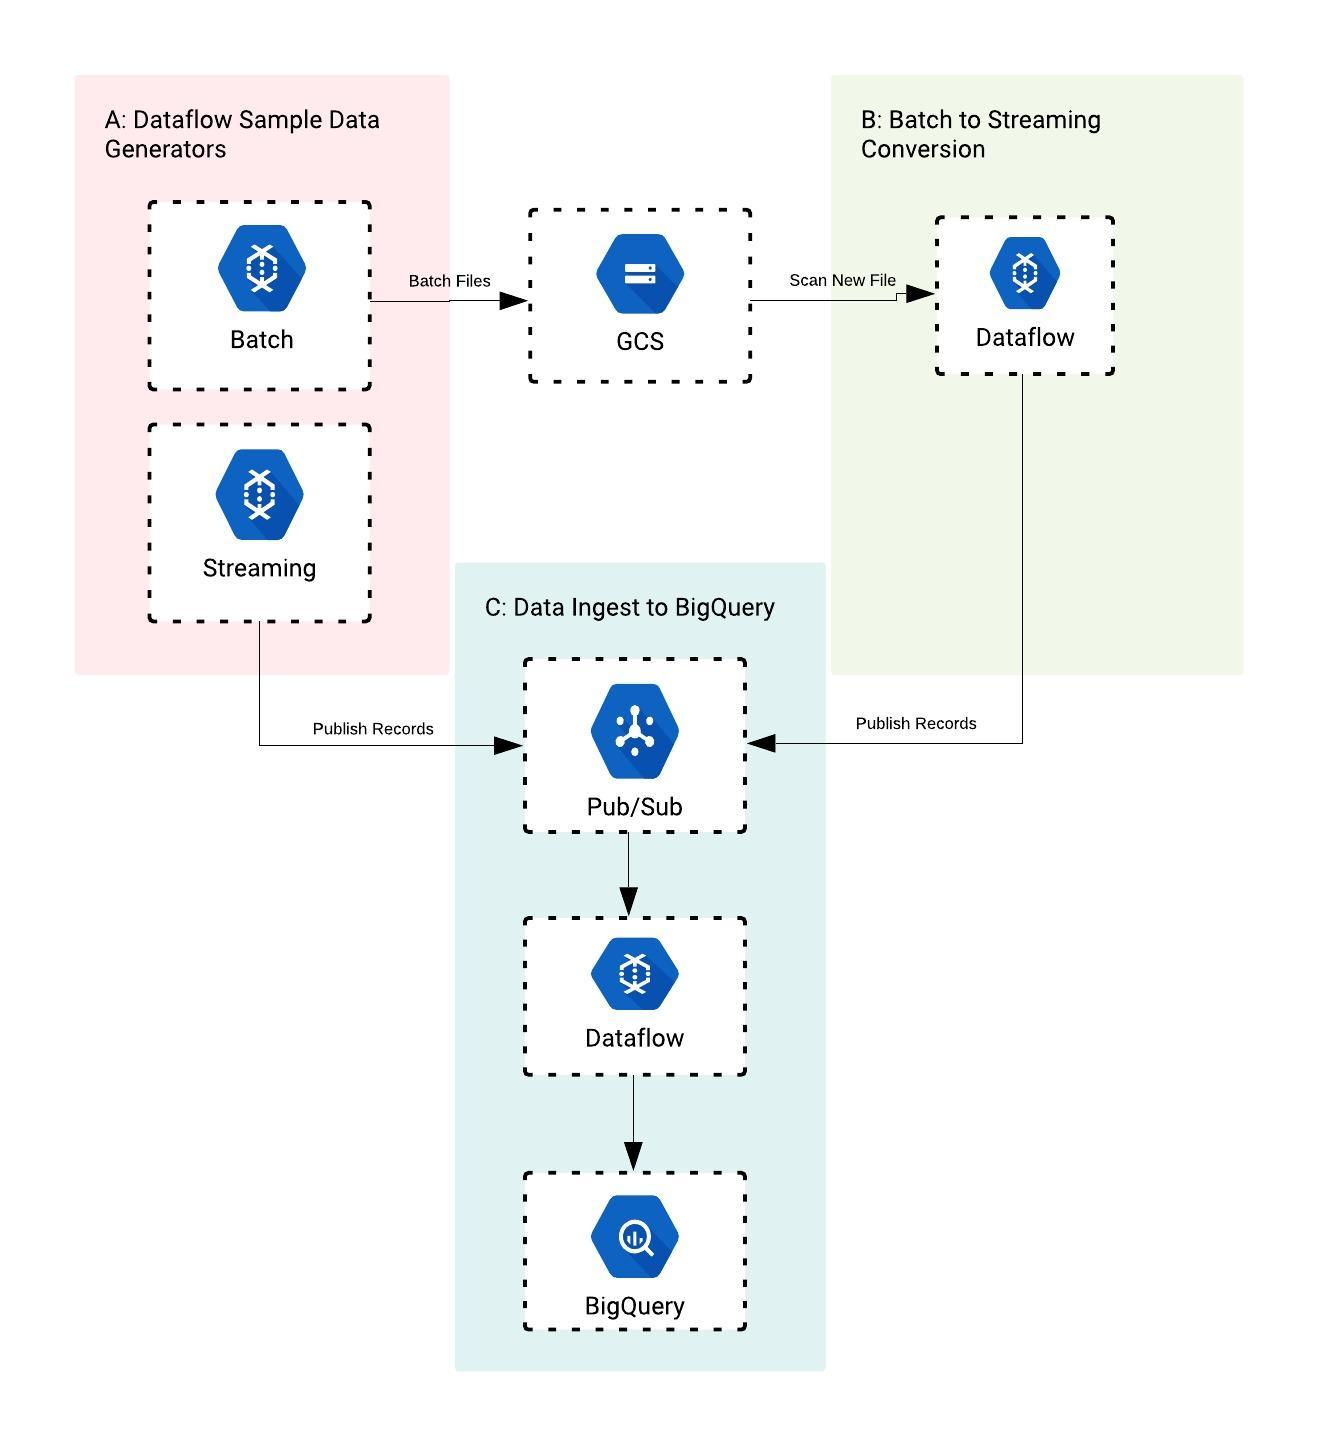 A: Dataflow Sample Data
Generators
B: Batch to Streaming
Conversion
Batch
Batch Files
GCS
Scan New File
Dataflow
Streaming
C: Data Ingest to BigQuery
Publish Records
Pub/Sub
Publish Records
Dataflow
BigQuery